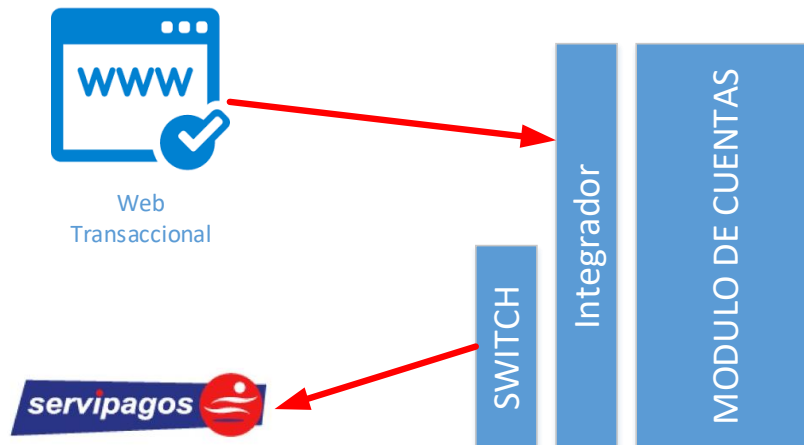 WWW
Web
Transaccional
servipagos
SWITCH
Integrador
MODULO DE CUENTAS